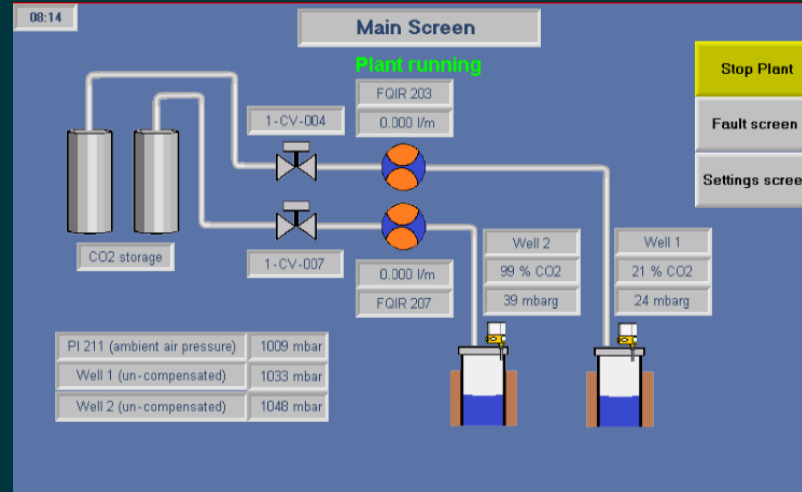 08:14
Main Screen
Plant running
Stop Plant
FQIR 203
1-CV-004
0.000 l/m
Fault screen
Settings scree
CO2 storage
1-CV-007
0.000 l/m
FQIR 207
Well 2
99 % CO2
39 mbarg
Well 1
21 % CO2
24 mbarg
PI 211 (ambient air pressure) 1009 mbar
Well 1 (un-compensated) 1033 mbar
Well 2 (un-compensated) 1048 mbar